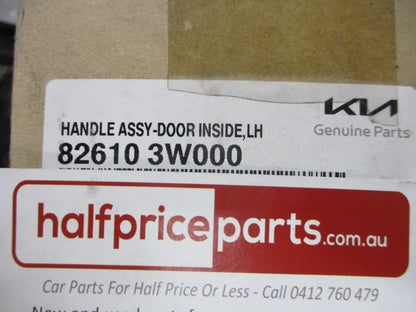 KIA
Genuine Parts
HANDLE ASSY-DOOR INSIDE,LH
82610 3W000
halfpriceparts.com.au
Car Parts For Half Price Or Less - Call 0412 760 479